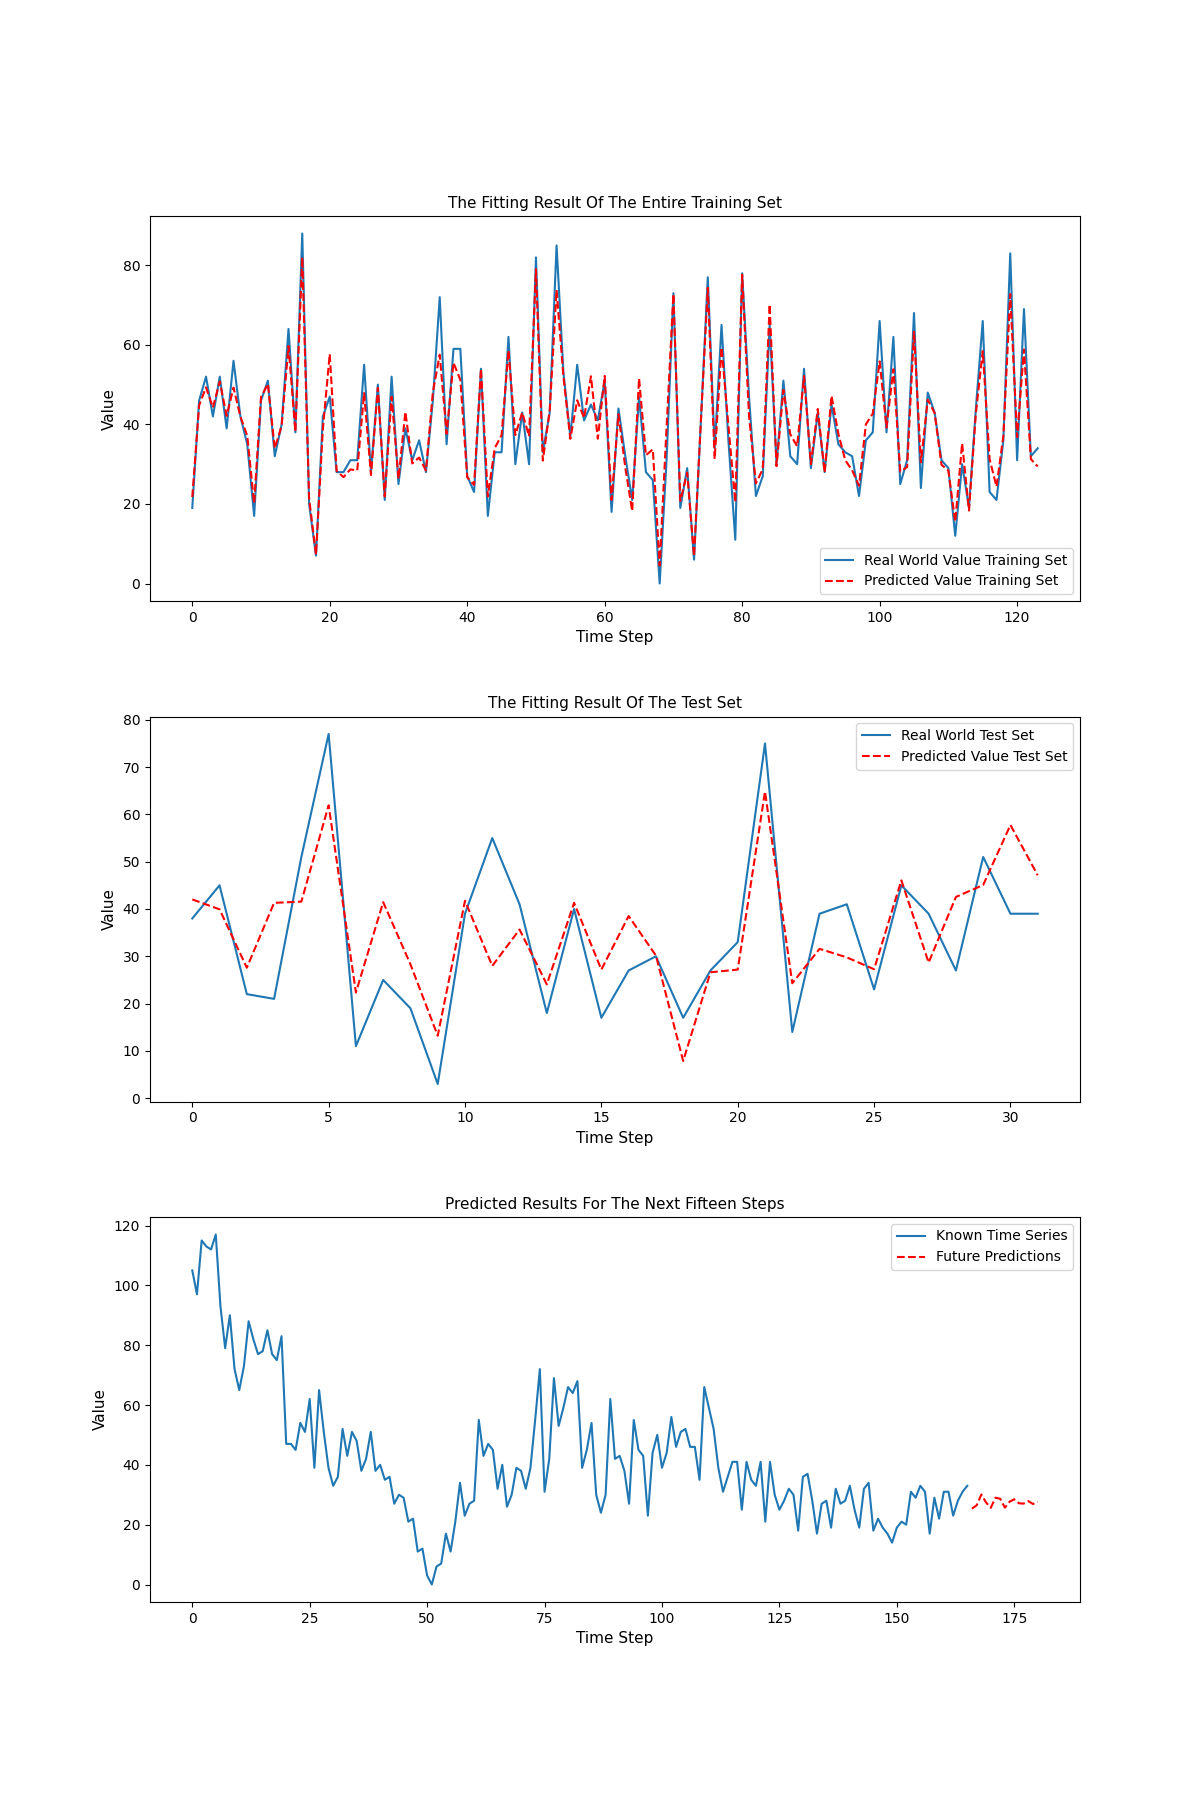 The Fitting Result Of The Entire Training Set
Value
80
60
40
20
0
Real World Value Training Set
Predicted Value Training Set
0 20 40 60 80 100 120
Time Step
The Fitting Result Of The Test Set
Value
80
70
60
50
40
30
20
10
0
Real World Test Set
Predicted Value Test Set
0 5 10 15 20 25 30
Time Step
Predicted Results For The Next Fifteen Steps
Value
120
100
80
60
40
20
0
Known Time Series
Future Predictions
0 25 50 75 100 125 150 175
Time Step